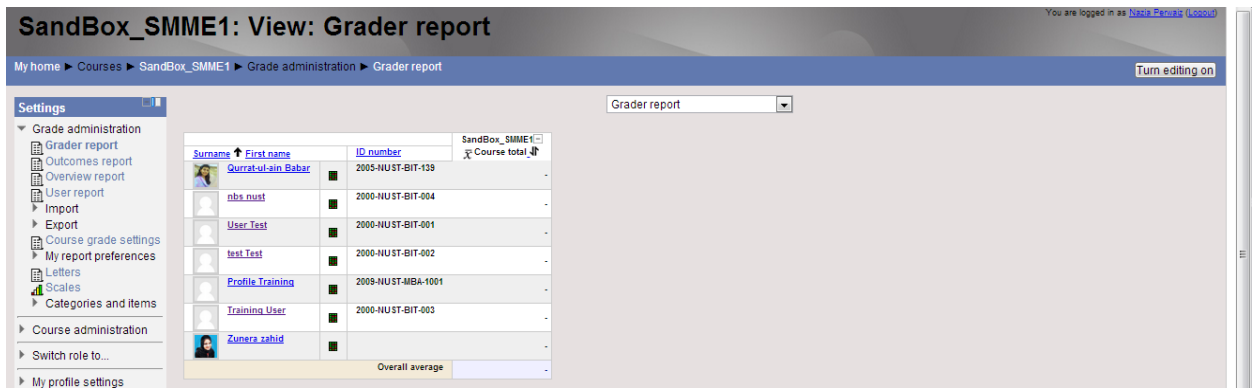 You are logged in as Nazia Perwaiz (Logout)
SandBox_SMME1: View: Grader report
My home ► Courses ► SandBox_SMME1 ► Grade administration ► Grader report
Turn editing on
Settings
Grade administration
Grader report
Outcomes report
Overview report
User report
Import
Export
Course grade settings
My report preferences
Letters
Scales
Categories and items
Course administration
Switch role to...
My profile settings
Grader report
SandBox_SMME1
Surname ↑ First name ID number x̅ Course total
Qurrat-ul-ain Babar 2005-NUST-BIT-139 -
nbs nust 2000-NUST-BIT-004 -
User Test 2000-NUST-BIT-001 -
test Test 2000-NUST-BIT-002 -
Profile Training 2009-NUST-MBA-1001 -
Training User 2000-NUST-BIT-003 -
Zunera zahid -
Overall average -